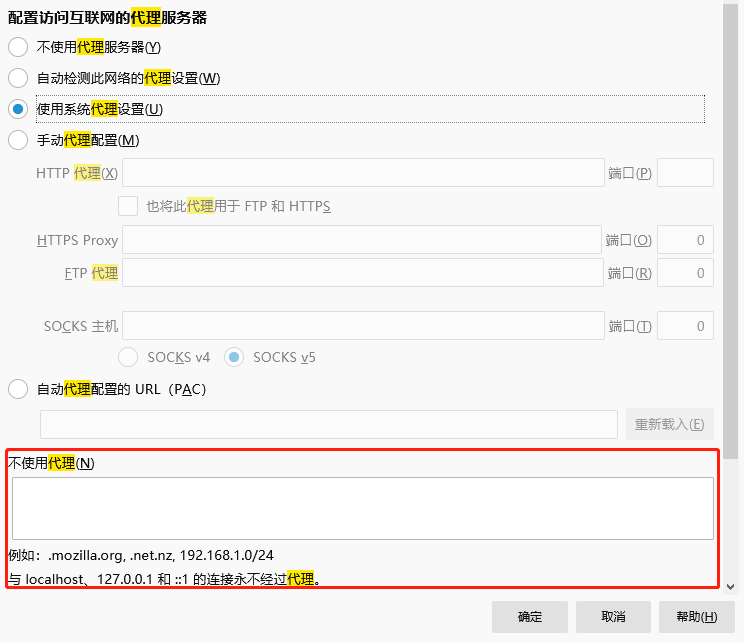 配置访问互联网的代理服务器
不使用代理服务器(Y)
自动检测此网络的代理设置(W)
使用系统代理设置(U)
手动代理配置(M)
HTTP 代理(X) 端口(P)
也将此代理用于 FTP 和 HTTPS
HTTPS Proxy 端口(O) 0
FTP 代理 端口(R) 0
SOCKS 主机 端口(T) 0
SOCKS v4 SOCKS v5
自动代理配置的 URL（PAC）
重新载入(E)
不使用代理(N)
例如：.mozilla.org, .net.nz, 192.168.1.0/24
与 localhost、127.0.0.1 和 ::1 的连接永不经过代理。
确定 取消 帮助(H)